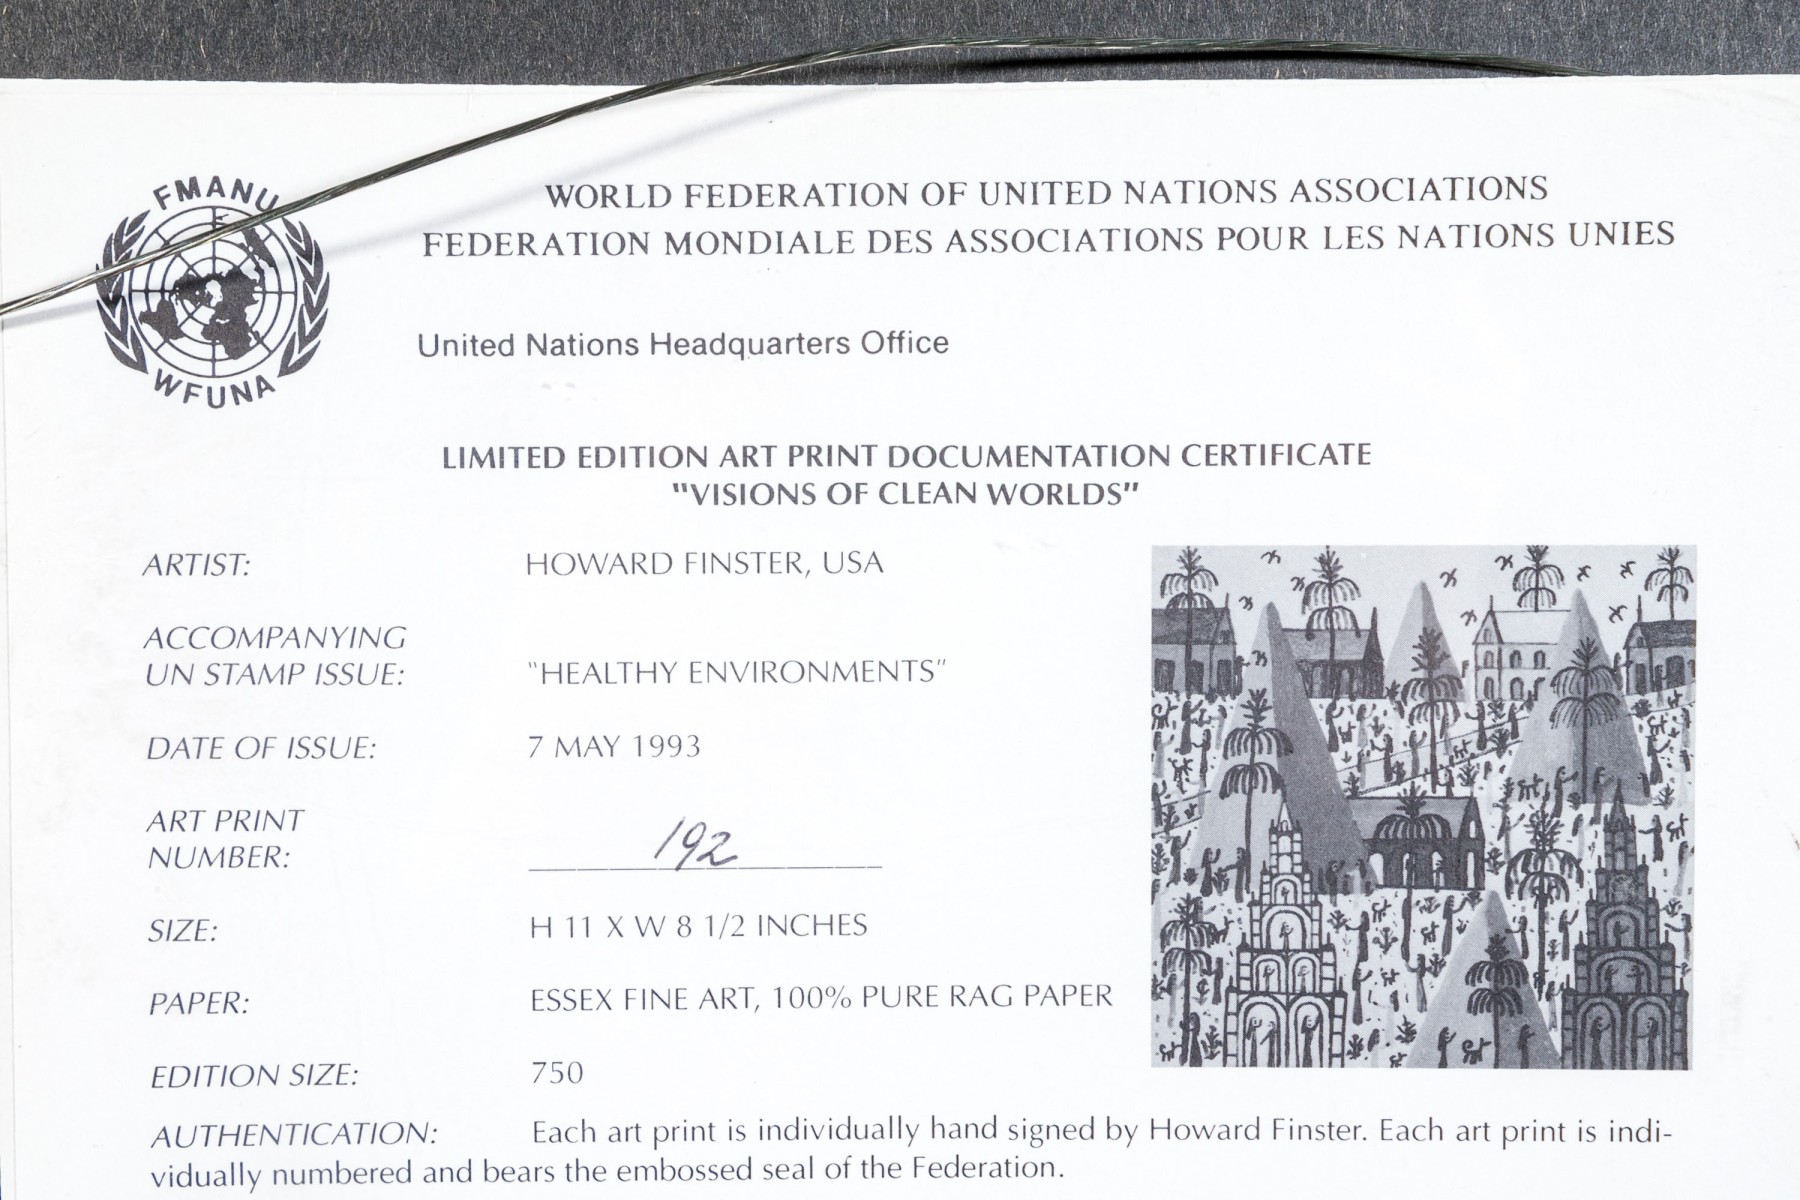 FMANU
WFUNA
WORLD FEDERATION OF UNITED NATIONS ASSOCIATIONS
FEDERATION MONDIALE DES ASSOCIATIONS POUR LES NATIONS UNIES
United Nations Headquarters Office
LIMITED EDITION ART PRINT DOCUMENTATION CERTIFICATE
"VISIONS OF CLEAN WORLDS"
ARTIST: HOWARD FINSTER, USA
ACCOMPANYING
UN STAMP ISSUE: "HEALTHY ENVIRONMENTS"
DATE OF ISSUE: 7 MAY 1993
ART PRINT
NUMBER: 192
SIZE: H 11 X W 8 1/2 INCHES
PAPER: ESSEX FINE ART, 100% PURE RAG PAPER
EDITION SIZE: 750
AUTHENTICATION: Each art print is individually hand signed by Howard Finster. Each art print is indi-
vidually numbered and bears the embossed seal of the Federation.